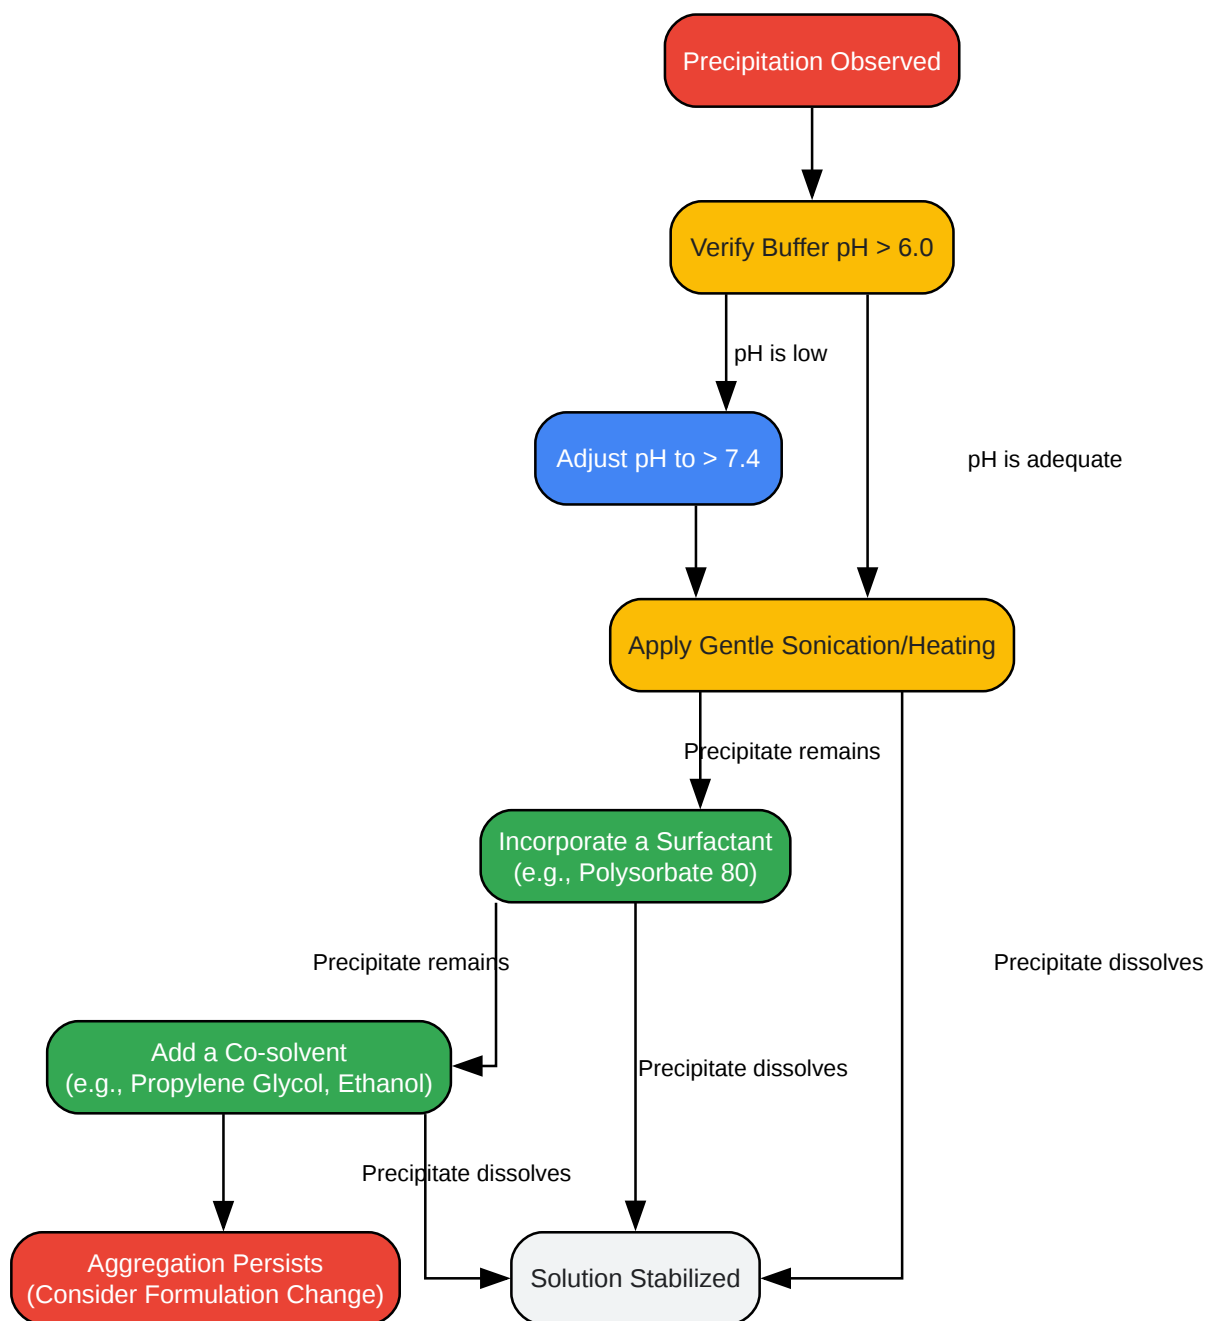 Precipitation Observed
Verify Buffer pH > 6.0
pH is low
Adjust pH to > 7.4
pH is adequate
Apply Gentle Sonication/Heating
Precipitate remains
Incorporate a Surfactant
(e.g., Polysorbate 80)
Precipitate remains
Precipitate dissolves
Add a Co-solvent
(e.g., Propylene Glycol, Ethanol)
Precipitate dissolves
Precipitate dissolves
Aggregation Persists
(Consider Formulation Change)
Solution Stabilized